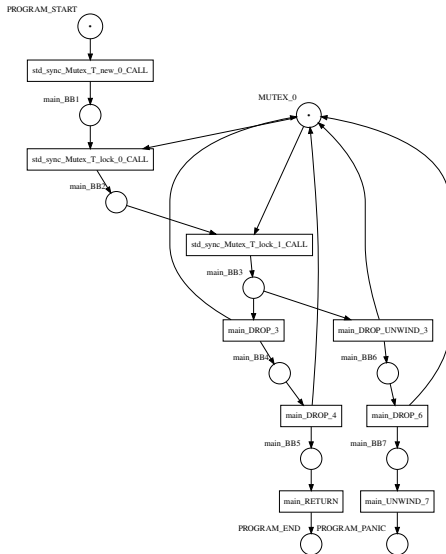 PROGRAM_START
std_sync_Mutex_T_new_0_CALL
main_BB1
MUTEX_0
std_sync_Mutex_T_lock_0_CALL
main_BB2
std_sync_Mutex_T_lock_1_CALL
main_BB3
main_DROP_3
main_DROP_UNWIND_3
main_BB4
main_BB6
main_DROP_4
main_DROP_6
main_BB5
main_BB7
main_RETURN
main_UNWIND_7
PROGRAM_END
PROGRAM_PANIC